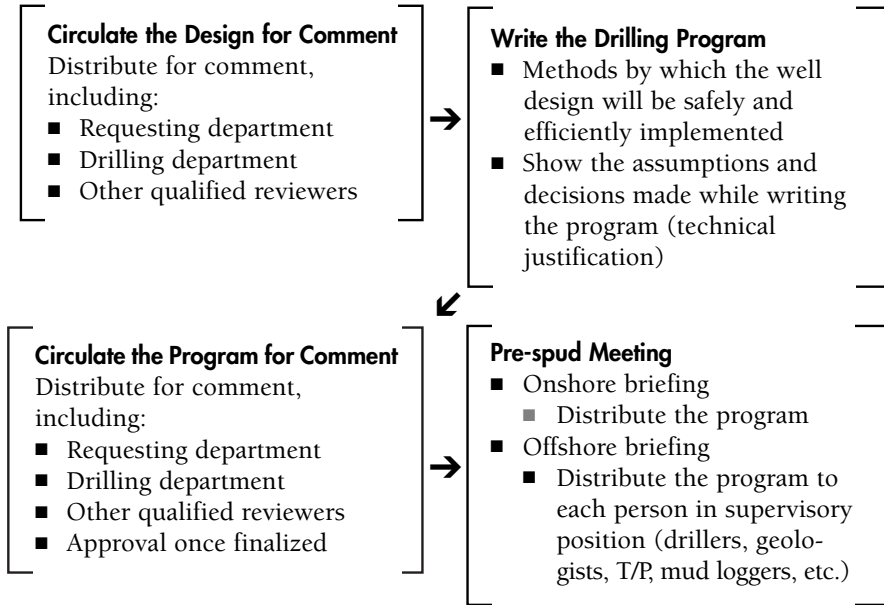 Circulate the Design for Comment
Distribute for comment,
including:
■ Requesting department
■ Drilling department
■ Other qualified reviewers
Write the Drilling Program
■ Methods by which the well
design will be safely and
efficiently implemented
■ Show the assumptions and
decisions made while writing
the program (technical
justification)
Circulate the Program for Comment
Distribute for comment,
including:
■ Requesting department
■ Drilling department
■ Other qualified reviewers
■ Approval once finalized
Pre-spud Meeting
■ Onshore briefing
■ Distribute the program
■ Offshore briefing
■ Distribute the program to
each person in supervisory
position (drillers, geolo-
gists, T/P, mud loggers, etc.)